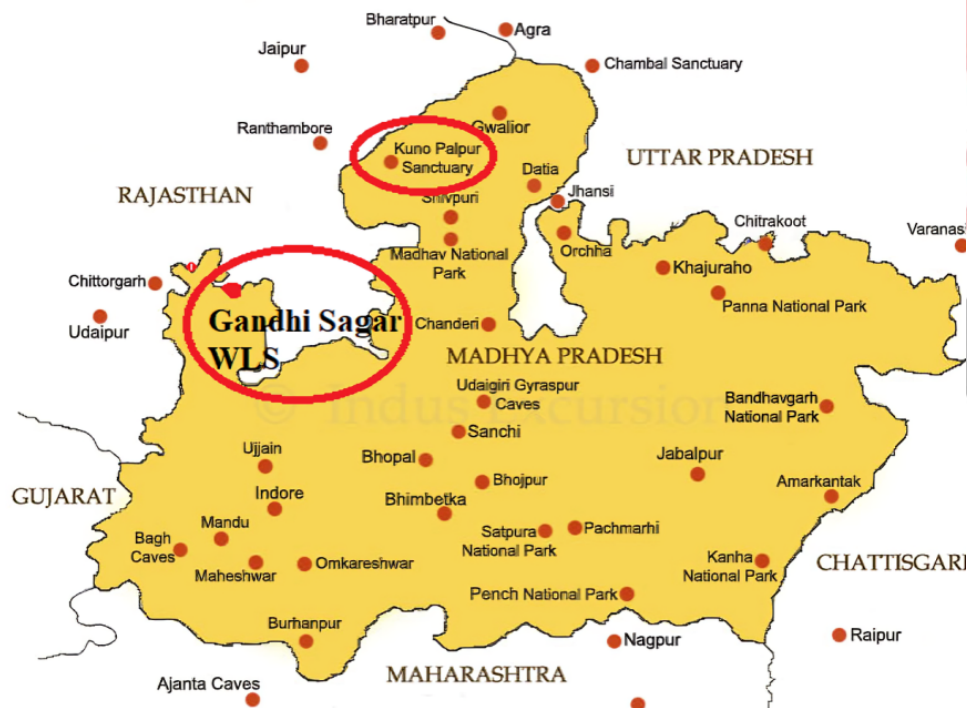 Bharatpur
Agra
Jaipur
Chambal Sanctuary
Gwalior
Ranthambore
Kuno Palpur
Sanctuary
UTTAR PRADESH
Datia
Jhansi
RAJASTHAN
Shivpuri
Chitrakoot
Varanas
Orchha
Madhav National
Park
Khajuraho
Chittorgarh
Panna National Park
Udaipur
Gandhi Sagar
WLS
Chanderi
MADHYA PRADESH
Udaigiri Gyraspur
Caves
© Indus Excursion
Bandhavgarh
National Park
Sanchi
Ujjain
Bhopal
Jabalpur
Bhojpur
Amarkantak
GUJARAT
Indore
Bhimbetka
Mandu
Pachmarhi
Satpura
National Park
Bagh
Caves
Maheshwar
Omkareshwar
Kanha
National Park
CHATTISGARH
Pench National Park
Burhanpur
Nagpur
Raipur
MAHARASHTRA
Ajanta Caves